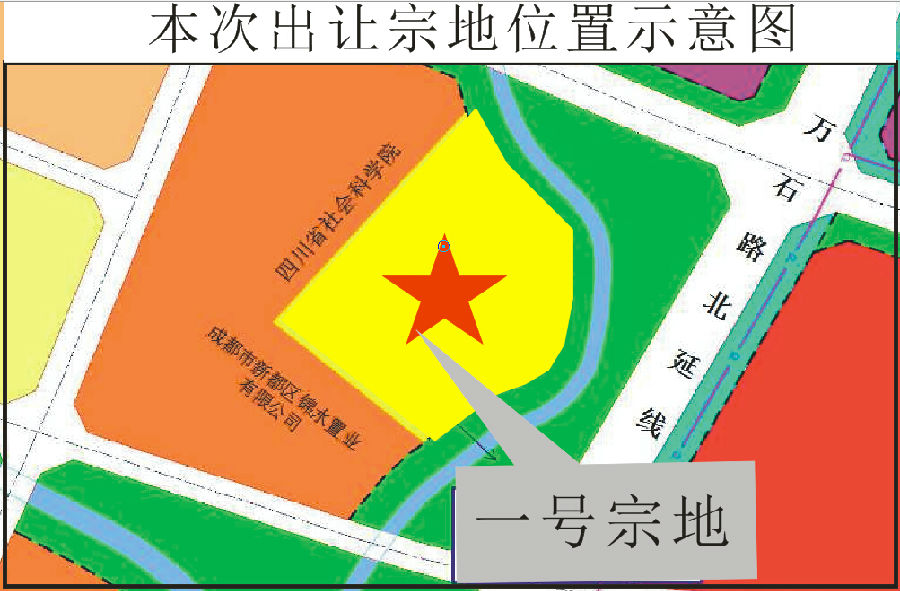 本次出让宗地位置示意图
万石路北延线
四川省社会科学院
成都市新都区锦水置业
有限公司
一号宗地